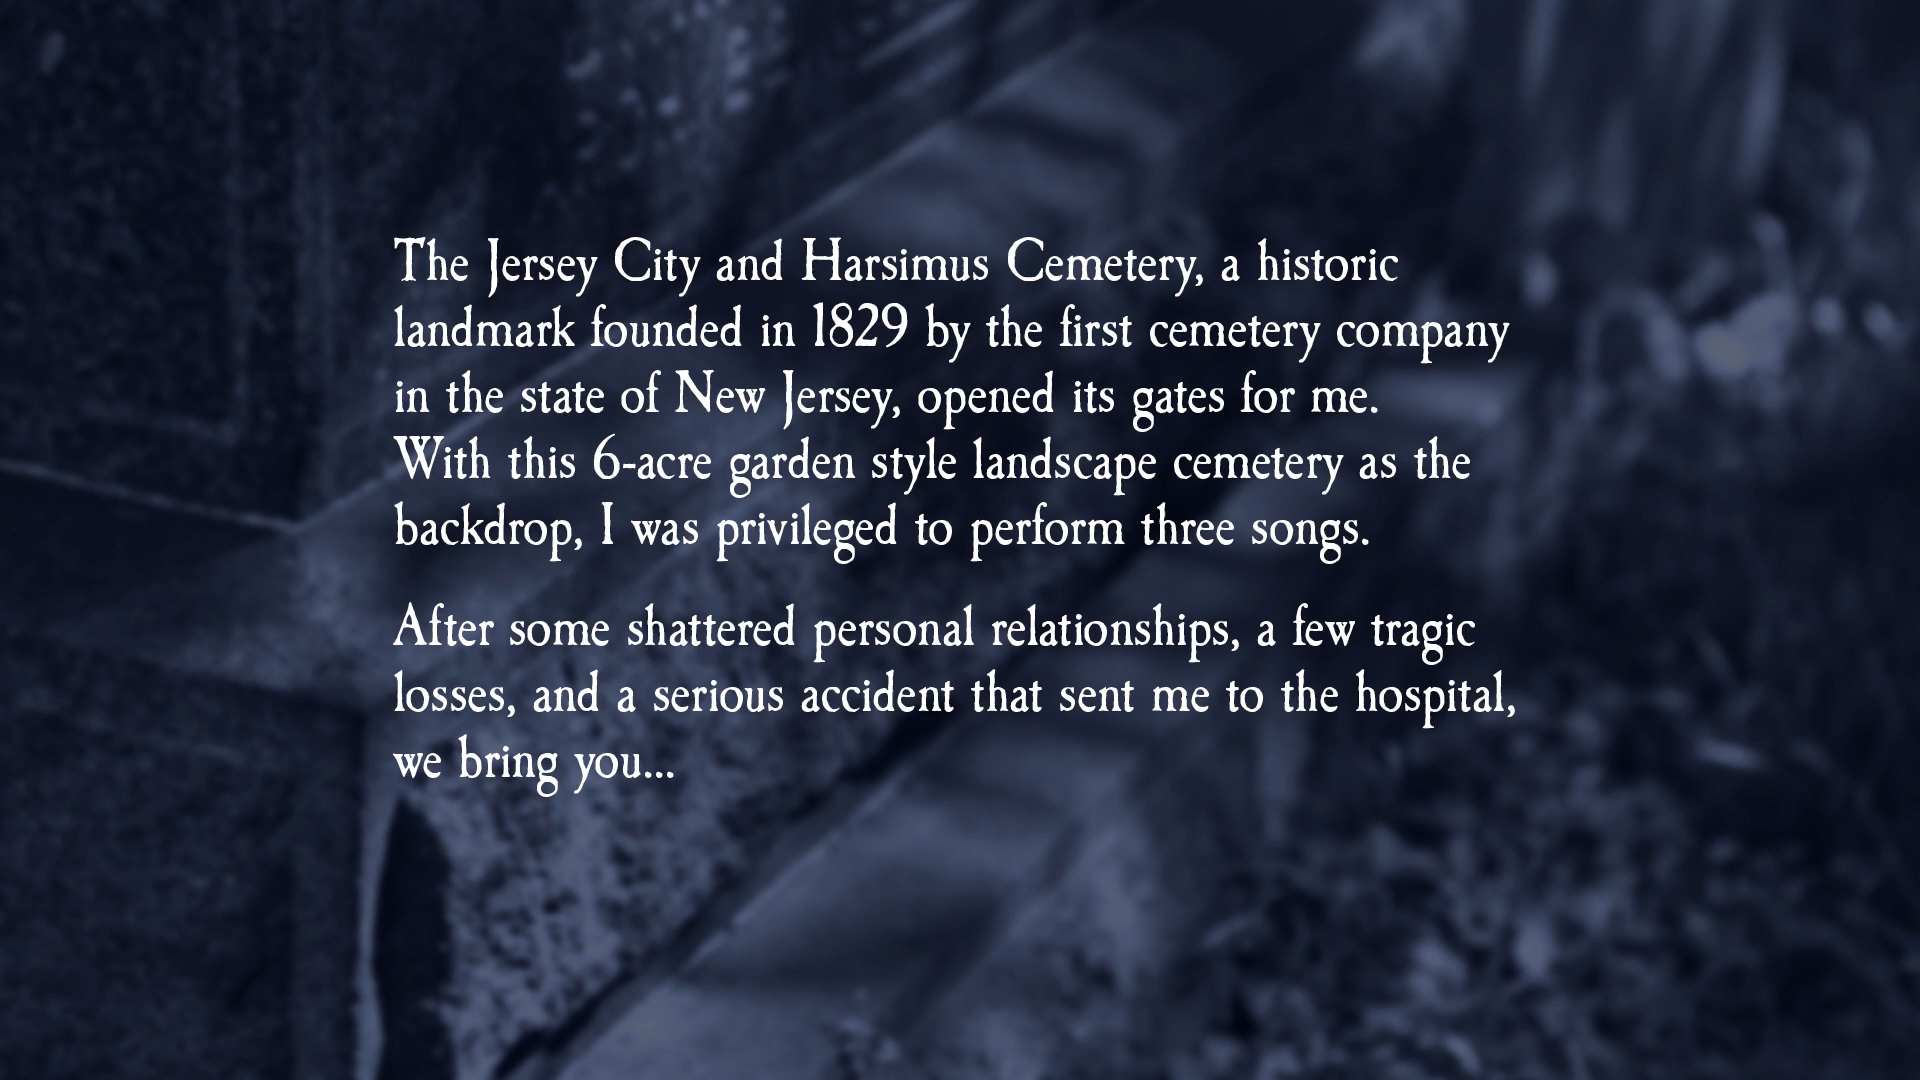 The Jersey City and Harsimus Cemetery, a historic
landmark founded in 1829 by the first cemetery company
in the state of New Jersey, opened its gates for me.
With this 6-acre garden style landscape cemetery as the
backdrop, I was privileged to perform three songs.
After some shattered personal relationships, a few tragic
losses, and a serious accident that sent me to the hospital,
we bring you...